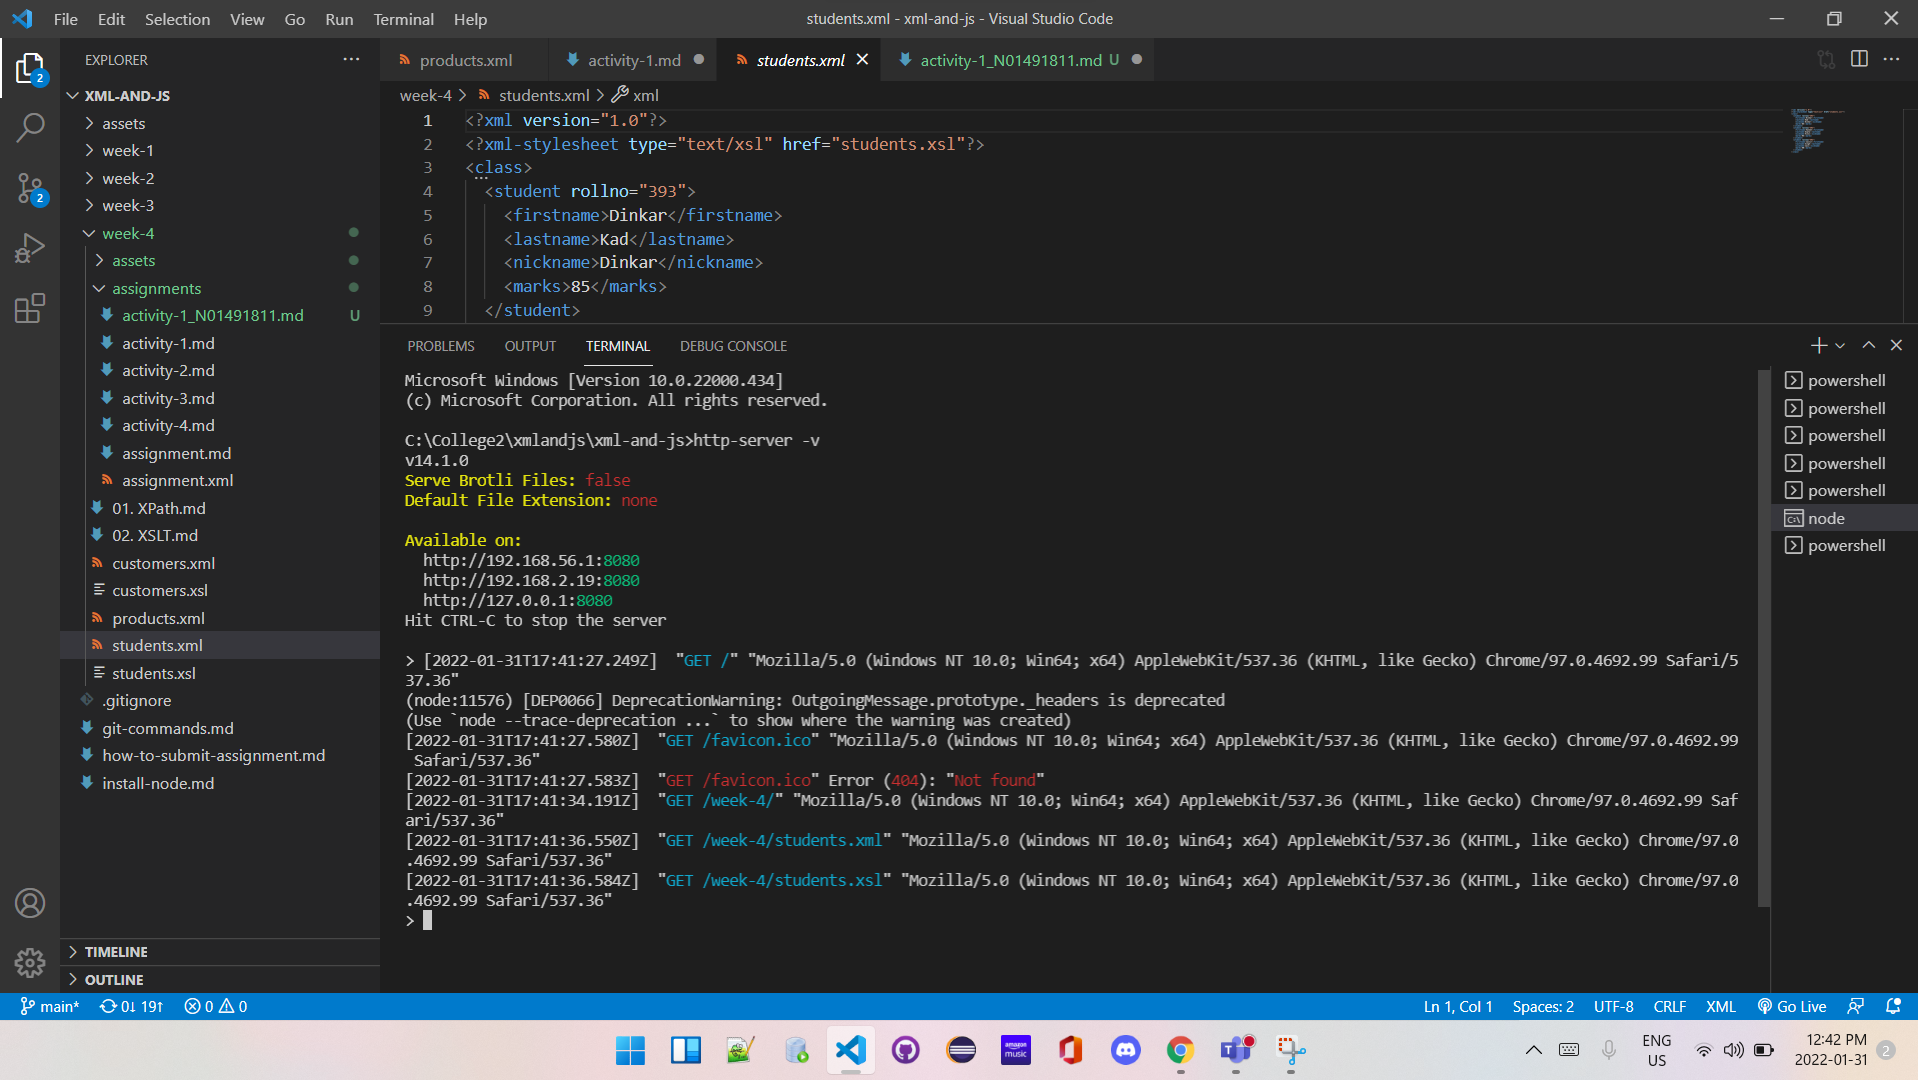 File Edit Selection View Go Run Terminal Help
students.xml - xml-and-js - Visual Studio Code
EXPLORER
XML-AND-JS
assets
week-1
week-2
week-3
week-4
assets
assignments
activity-1_N01491811.md U
activity-1.md
activity-2.md
activity-3.md
activity-4.md
assignment.md
assignment.xml
01. XPath.md
02. XSLT.md
customers.xml
customers.xsl
products.xml
students.xml
students.xsl
.gitignore
git-commands.md
how-to-submit-assignment.md
install-node.md
TIMELINE
OUTLINE
2
2
products.xml activity-1.md students.xml activity-1_N01491811.md U
week-4 > students.xml > xml
1 <?xml version="1.0"?>
2 <?xml-stylesheet type="text/xsl" href="students.xsl"?>
3 <class>
4 <student rollno="393">
5 <firstname>Dinkar</firstname>
6 <lastname>Kad</lastname>
7 <nickname>Dinkar</nickname>
8 <marks>85</marks>
9 </student>
PROBLEMS OUTPUT TERMINAL DEBUG CONSOLE
Microsoft Windows [Version 10.0.22000.434]
(c) Microsoft Corporation. All rights reserved.
C:\College2\xmlandjs\xml-and-js>http-server -v
v14.1.0
Serve Brotli Files: false
Default File Extension: none
Available on:
http://192.168.56.1:8080
http://192.168.2.19:8080
http://127.0.0.1:8080
Hit CTRL-C to stop the server
> [2022-01-31T17:41:27.249Z] "GET /" "Mozilla/5.0 (Windows NT 10.0; Win64; x64) AppleWebKit/537.36 (KHTML, like Gecko) Chrome/97.0.4692.99 Safari/5
37.36"
(node:11576) [DEP0066] DeprecationWarning: OutgoingMessage.prototype._headers is deprecated
(Use `node --trace-deprecation ...` to show where the warning was created)
[2022-01-31T17:41:27.580Z] "GET /favicon.ico" "Mozilla/5.0 (Windows NT 10.0; Win64; x64) AppleWebKit/537.36 (KHTML, like Gecko) Chrome/97.0.4692.99
Safari/537.36"
[2022-01-31T17:41:27.583Z] "GET /favicon.ico" Error (404): "Not found"
[2022-01-31T17:41:34.191Z] "GET /week-4/" "Mozilla/5.0 (Windows NT 10.0; Win64; x64) AppleWebKit/537.36 (KHTML, like Gecko) Chrome/97.0.4692.99 Saf
ari/537.36"
[2022-01-31T17:41:36.550Z] "GET /week-4/students.xml" "Mozilla/5.0 (Windows NT 10.0; Win64; x64) AppleWebKit/537.36 (KHTML, like Gecko) Chrome/97.0
.4692.99 Safari/537.36"
[2022-01-31T17:41:36.584Z] "GET /week-4/students.xsl" "Mozilla/5.0 (Windows NT 10.0; Win64; x64) AppleWebKit/537.36 (KHTML, like Gecko) Chrome/97.0
.4692.99 Safari/537.36"
>
powershell
powershell
powershell
powershell
powershell
node
powershell
main* 0↓ 19↑ 0 0
Ln 1, Col 1 Spaces: 2 UTF-8 CRLF XML Go Live
amazon music
ENG
US
12:42 PM
2022-01-31
2